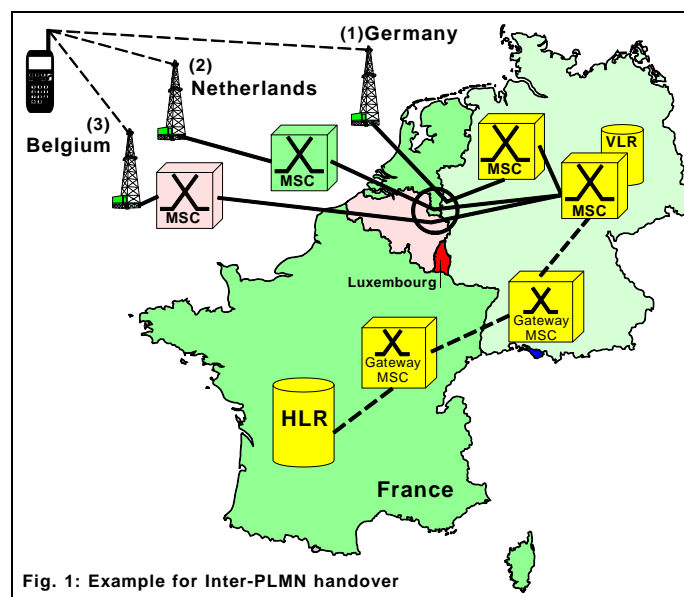 (1)Germany
(2)
Netherlands
(3)
Belgium
MSC
MSC
MSC
VLR
MSC
Luxembourg
Gateway
MSC
Gateway
MSC
HLR
France
Fig. 1: Example for Inter-PLMN handover